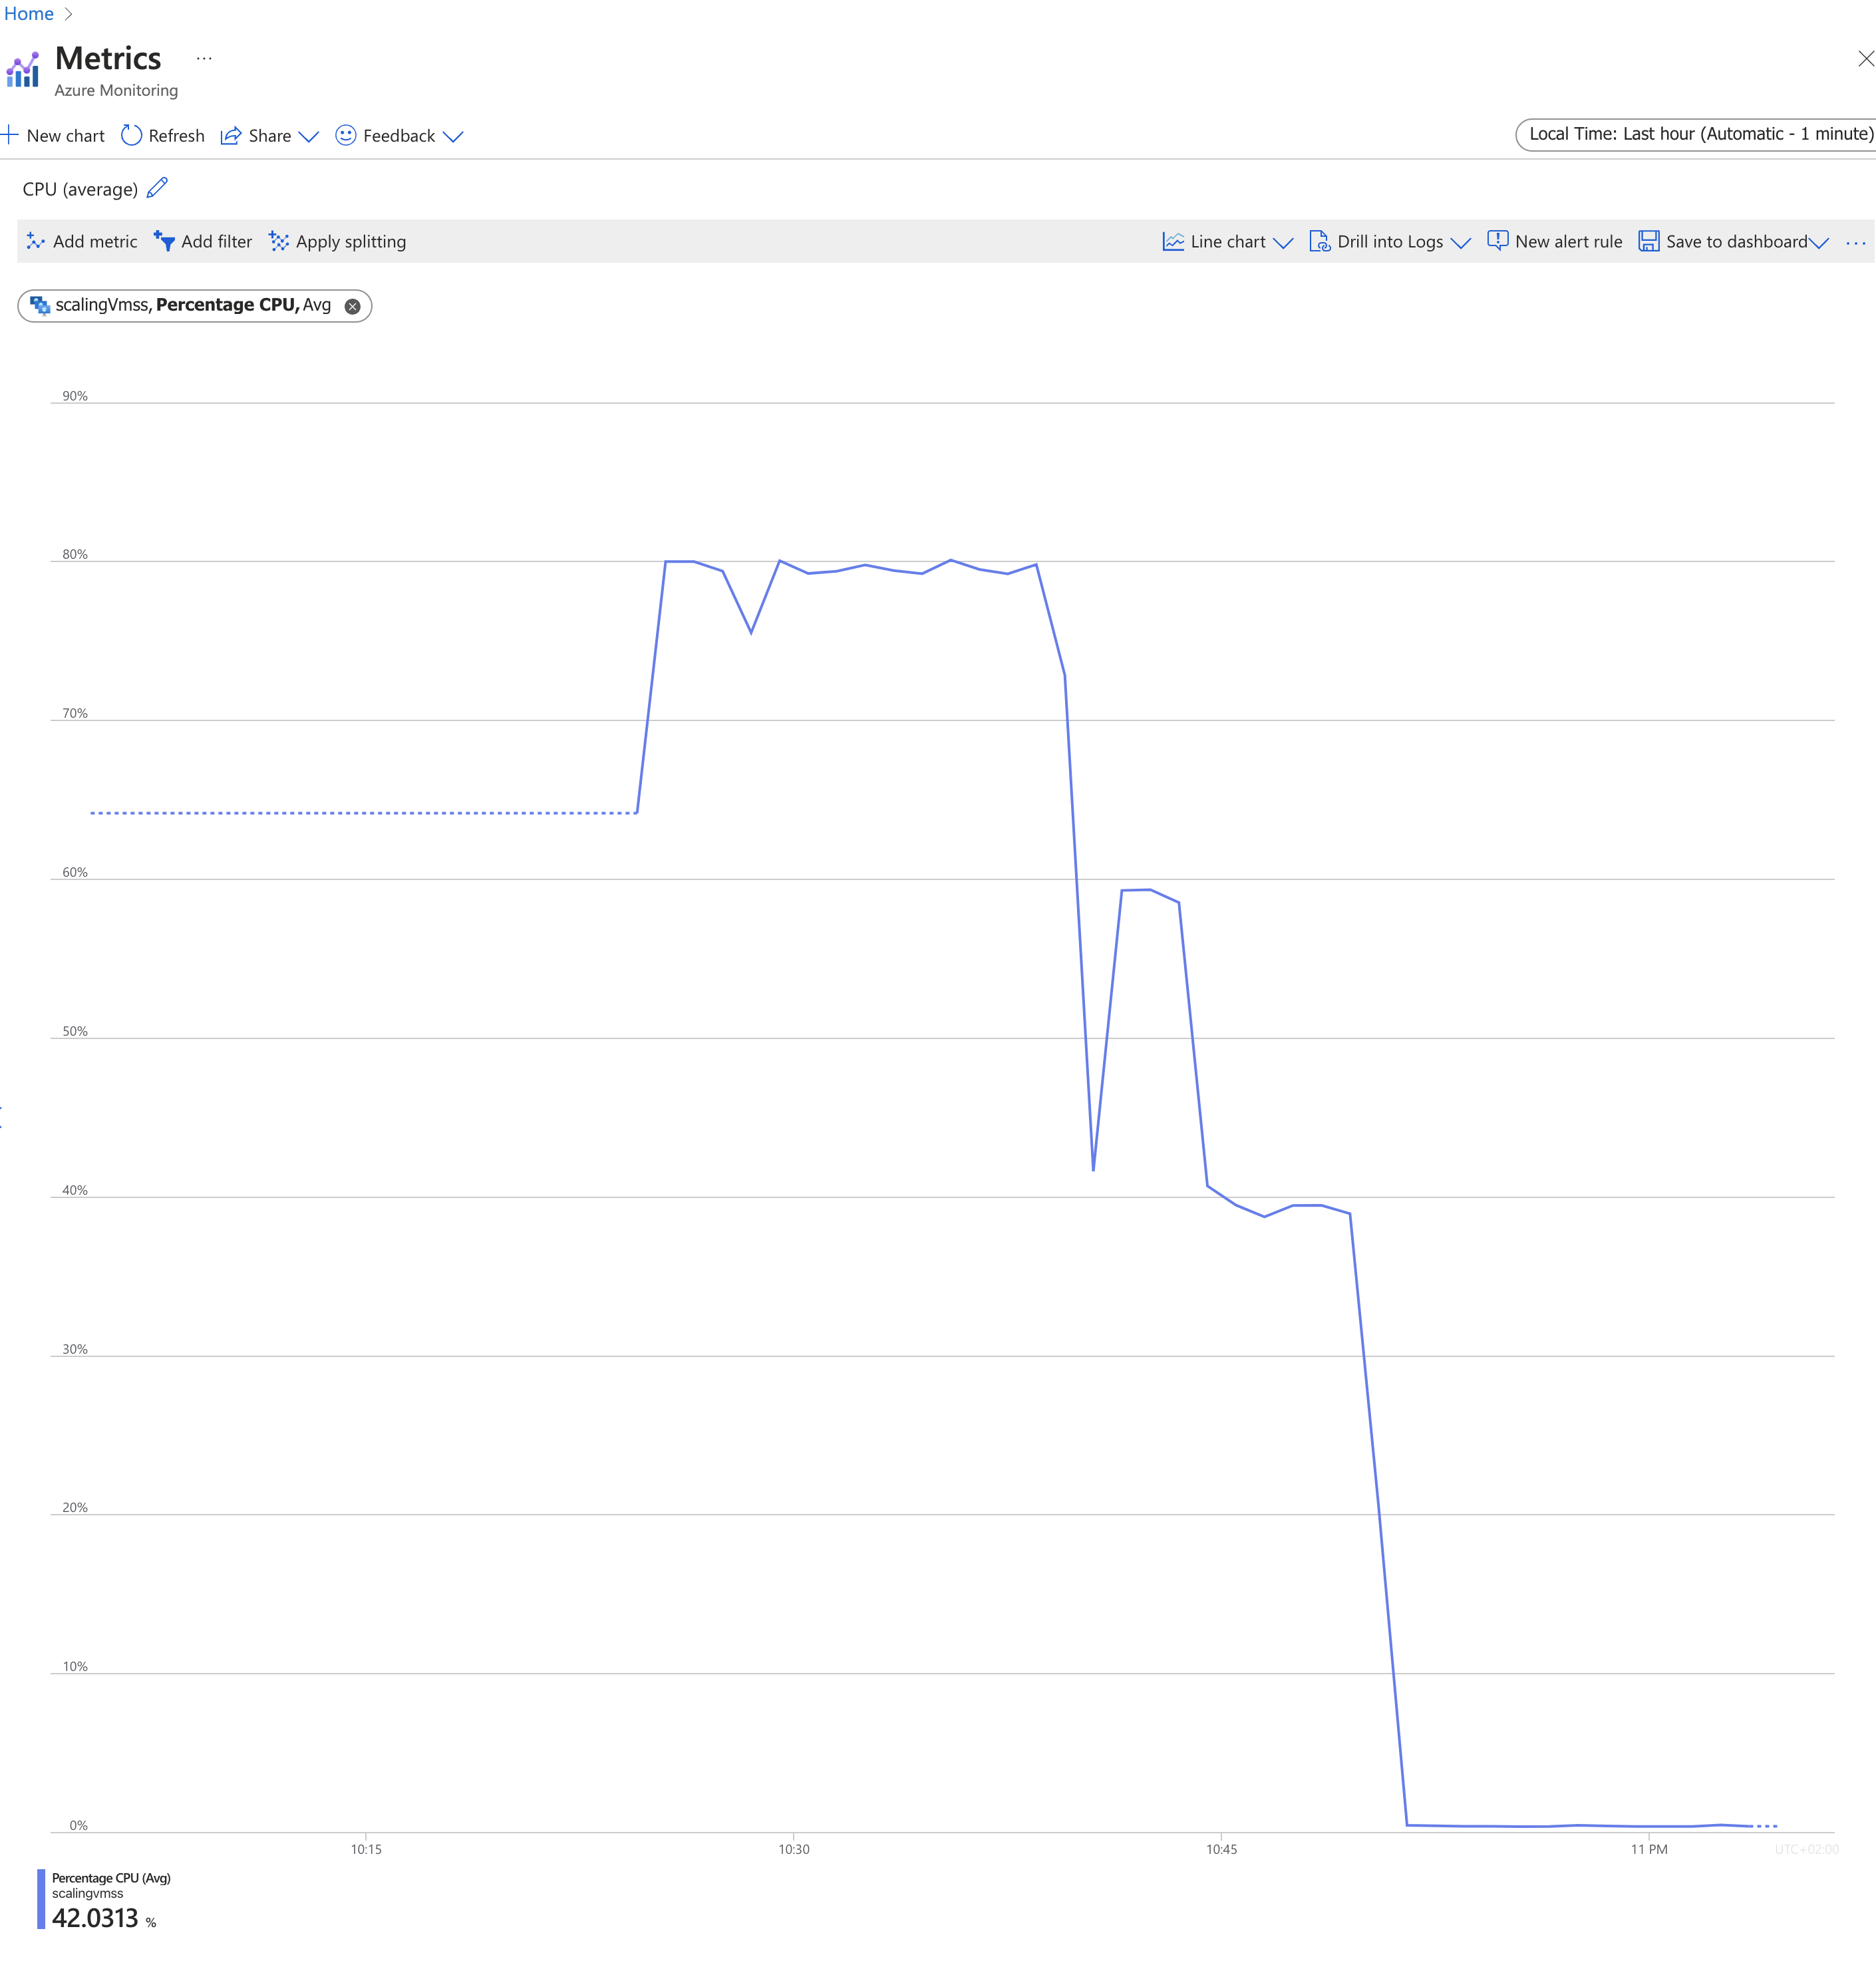 Home
Metrics ...
Azure Monitoring
New chart Refresh Share Feedback Local Time: Last hour (Automatic - 1 minute)
CPU (average)
Add metric Add filter Apply splitting Line chart Drill into Logs New alert rule Save to dashboard ...
scalingVmss, Percentage CPU, Avg
90%
80%
70%
60%
50%
40%
30%
20%
10%
0%
10:15 10:30 10:45 11 PM UTC+02:00
Percentage CPU (Avg)
scalingvmss
42.0313 %